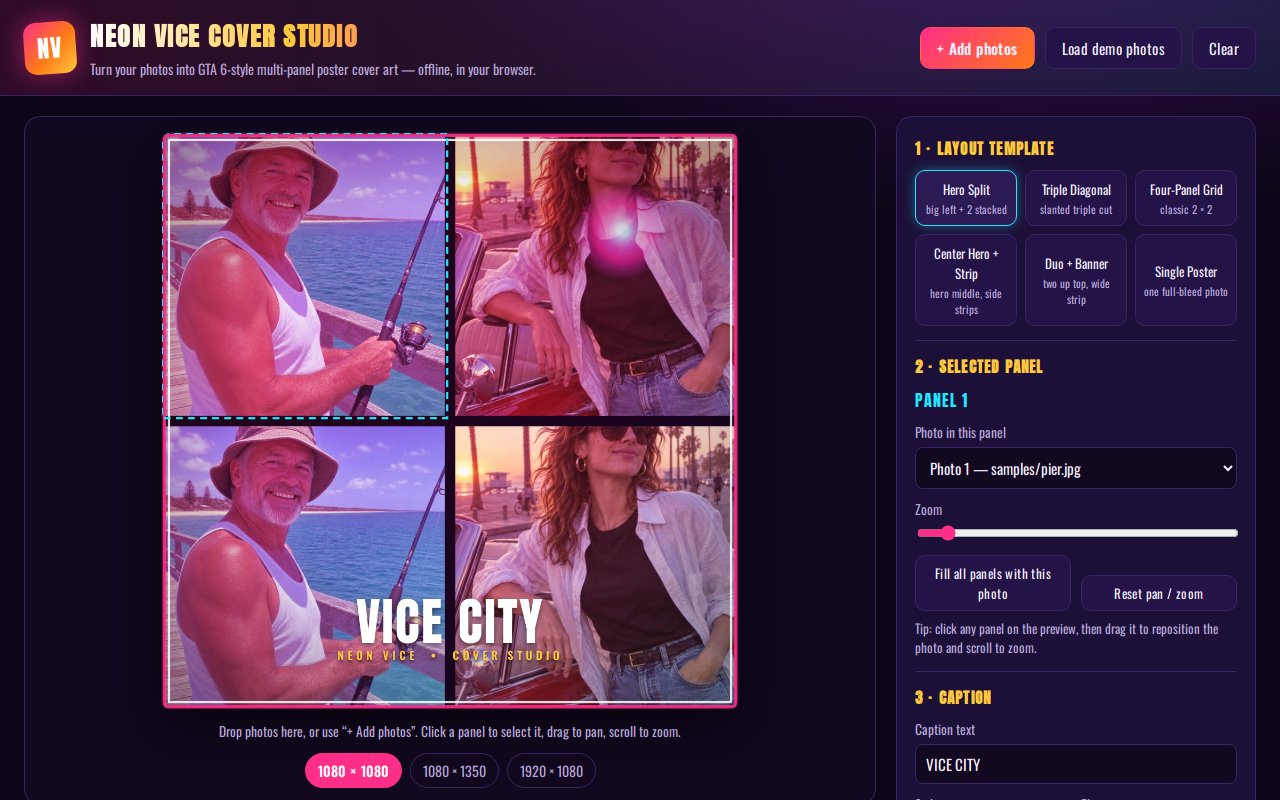 NV
NEON VICE COVER STUDIO
Turn your photos into GTA 6-style multi-panel poster cover art — offline, in your browser.
+ Add photos
Load demo photos
Clear
VICE CITY
NEON VICE • COVER STUDIO
Drop photos here, or use “+ Add photos”. Click a panel to select it, drag to pan, scroll to zoom.
1080 × 1080
1080 × 1350
1920 × 1080
1 · LAYOUT TEMPLATE
Hero Split
big left + 2 stacked
Triple Diagonal
slanted triple cut
Four-Panel Grid
classic 2 × 2
Center Hero +
Strip
hero middle, side
strips
Duo + Banner
two up top, wide
strip
Single Poster
one full-bleed photo
2 · SELECTED PANEL
PANEL 1
Photo in this panel
Photo 1 — samples/pier.jpg
Zoom
Fill all panels with this
photo
Reset pan / zoom
Tip: click any panel on the preview, then drag it to reposition the
photo and scroll to zoom.
3 · CAPTION
Caption text
VICE CITY